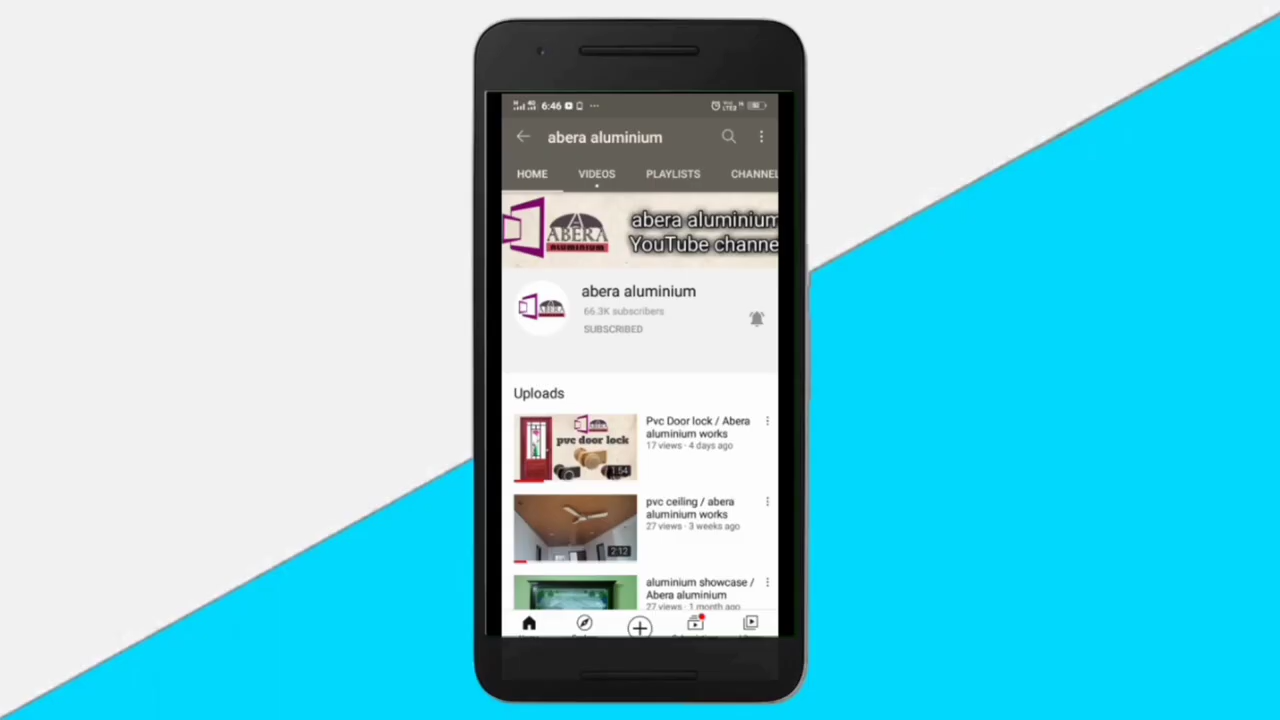 6:46
abera aluminium
HOME VIDEOS PLAYLISTS CHANNEL
ABERA
ALUMINIUM
abera aluminium
YouTube channe
abera aluminium
66.3K subscribers
SUBSCRIBED
Uploads
pvc door lock
1:54
Pvc Door lock / Abera
aluminium works
17 views · 4 days ago
2:12
pvc ceiling / abera
aluminium works
27 views · 3 weeks ago
aluminium showcase /
Abera aluminium
27 views · 1 month ago